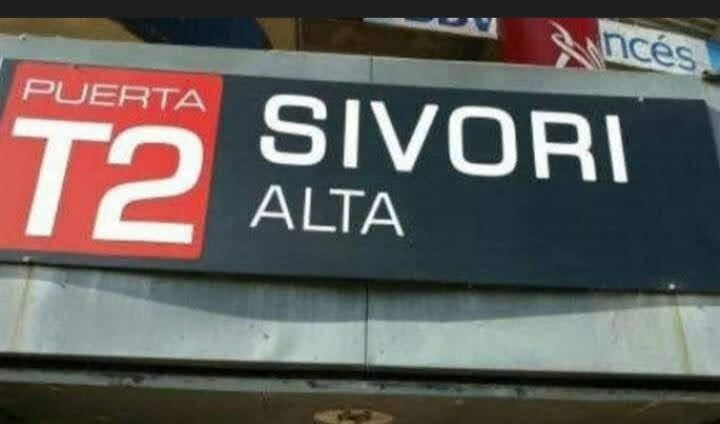 ncés
PUERTA
T2
SIVORI
ALTA